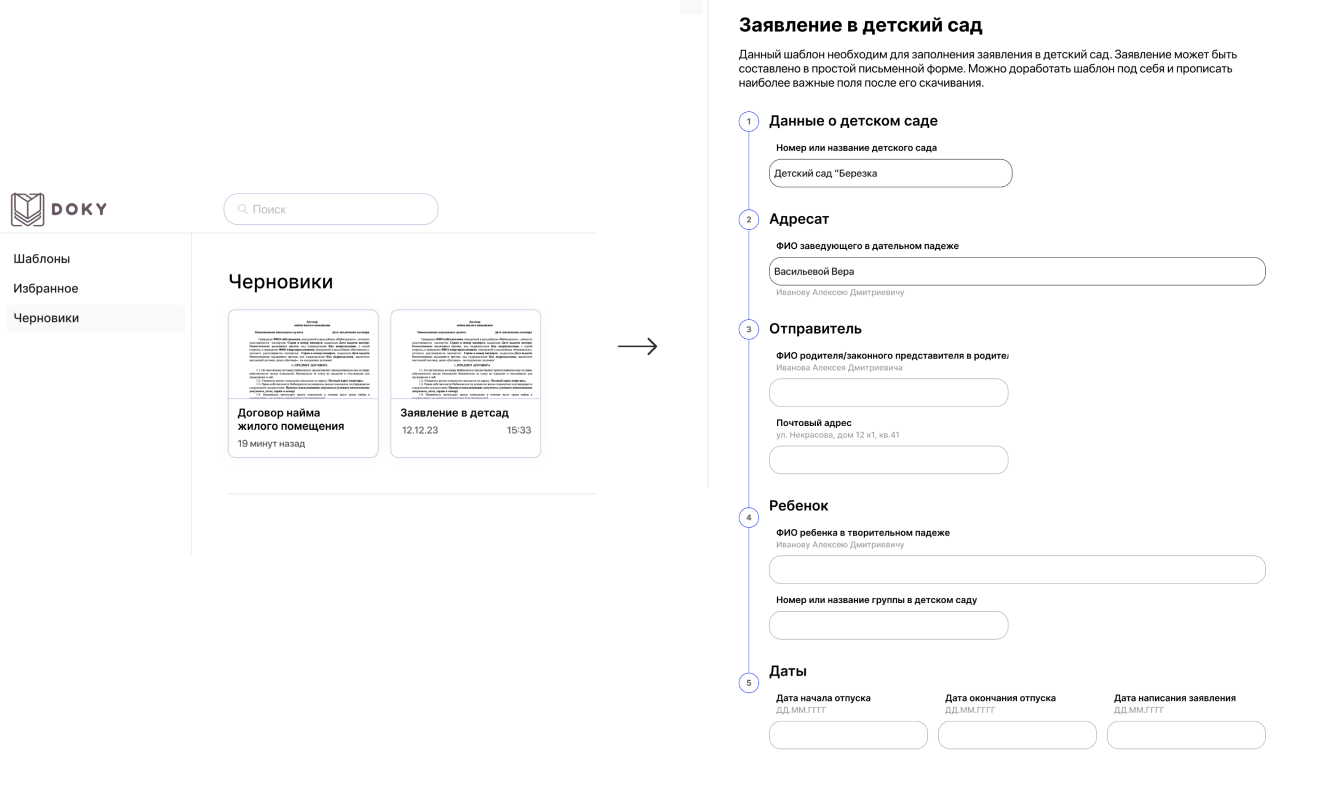 DOKY
Поиск
Шаблоны
Избранное
Черновики
Черновики
Договор найма
жилого помещения
19 минут назад
Заявление в детсад
12.12.23 15:33
Заявление в детский сад
Данный шаблон необходим для заполнения заявления в детский сад. Заявление может быть
составлено в простой письменной форме. Можно доработать шаблон под себя и прописать
наиболее важные поля после его скачивания.
1 Данные о детском саде
Номер или название детского сада
Детский сад "Березка
2 Адресат
ФИО заведующего в дательном падеже
Васильевой Вера
Иванову Алексею Дмитриевичу
3 Отправитель
ФИО родителя/законного представителя в родител
Иванова Алексея Дмитриевича
Почтовый адрес
ул. Некрасова, дом 12 к1, кв.41
4 Ребенок
ФИО ребенка в творительном падеже
Иванову Алексею Дмитриевичу
Номер или название группы в детском саду
5 Даты
Дата начала отпуска Дата окончания отпуска Дата написания заявления
ДД.ММ.ГГГГ ДД.ММ.ГГГГ ДД.ММ.ГГГГ